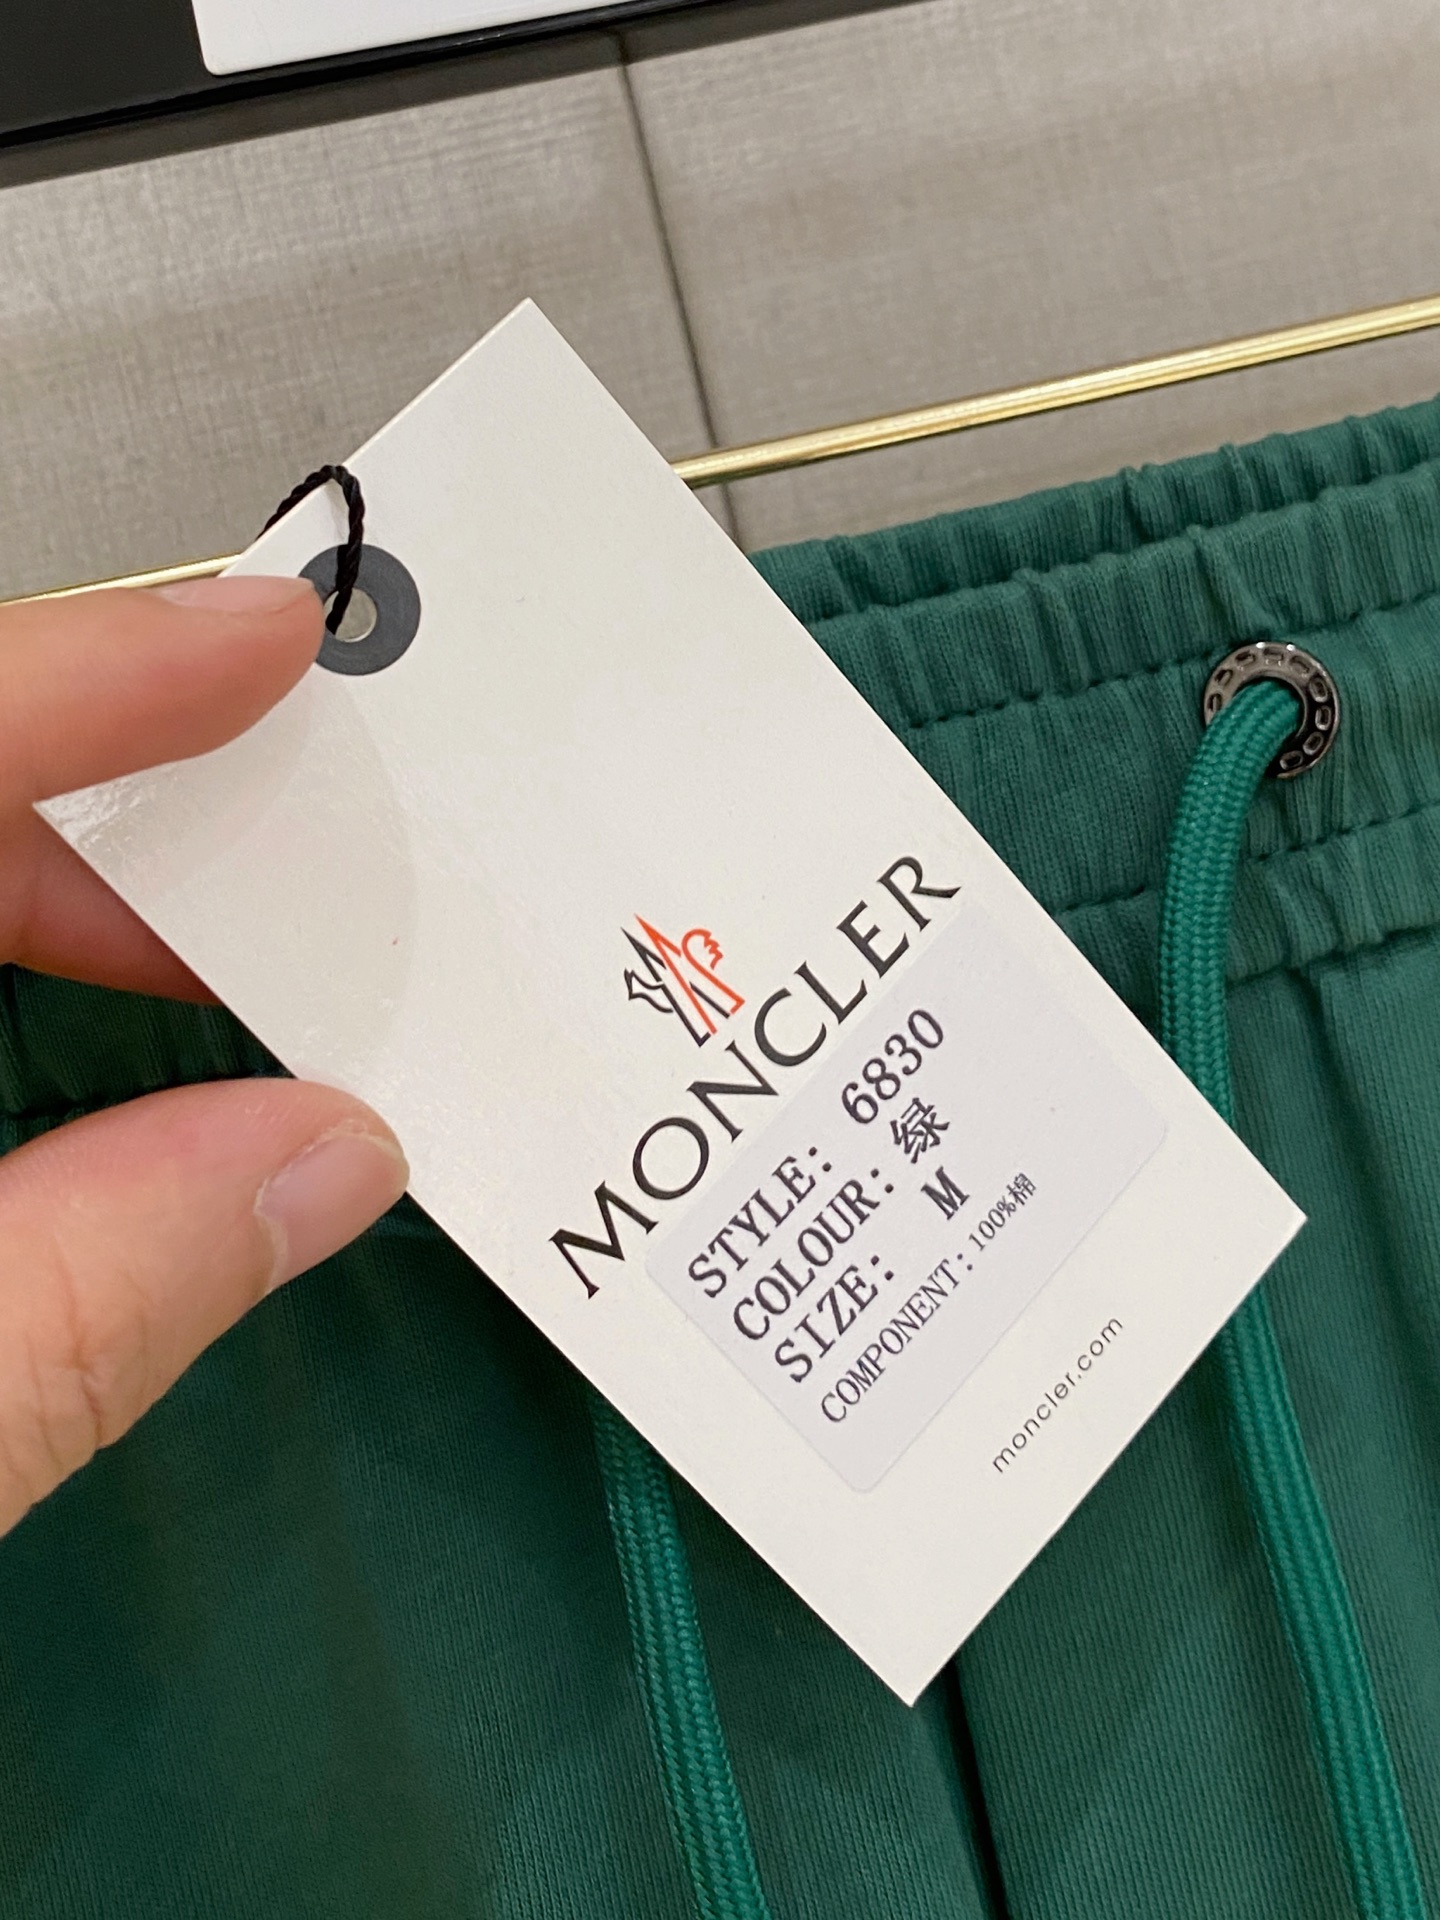 MONCLER
STYLE: 6830
COLOUR: 绿
SIZE: M
COMPONENT: 100%棉
moncler.com